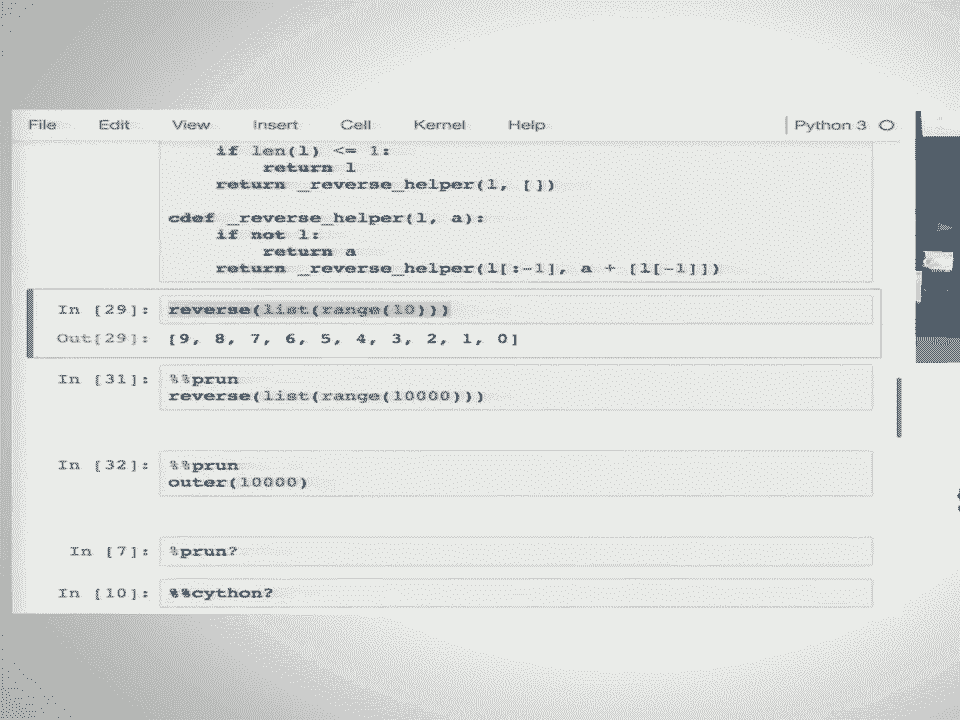 File Edit View Insert Cell Kernel Help Python 3
if len(l) <= 1:
return l
return _reverse_helper(l, [])
cdef _reverse_helper(l, a):
if not l:
return a
return _reverse_helper(l[:-1], a + [l[-1]])
In [29]: reverse(list(range(10)))
Out[29]: [9, 8, 7, 6, 5, 4, 3, 2, 1, 0]
In [31]: %%prun
reverse(list(range(10000)))
In [32]: %%prun
outer(10000)
In [7]: %prun?
In [10]: %%cython?